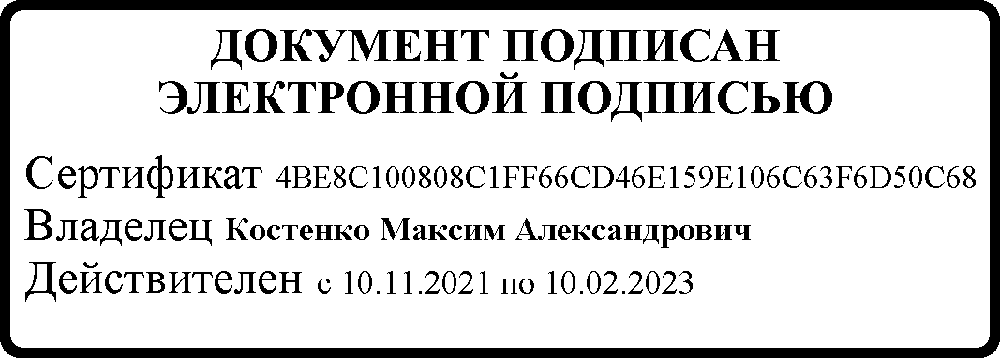 ДОКУМЕНТ ПОДПИСАН
ЭЛЕКТРОННОЙ ПОДПИСЬЮ
Сертификат 4BE8C100808C1FF66CD46E159E106C63F6D50C68
Владелец Костенко Максим Александрович
Действителен с 10.11.2021 по 10.02.2023